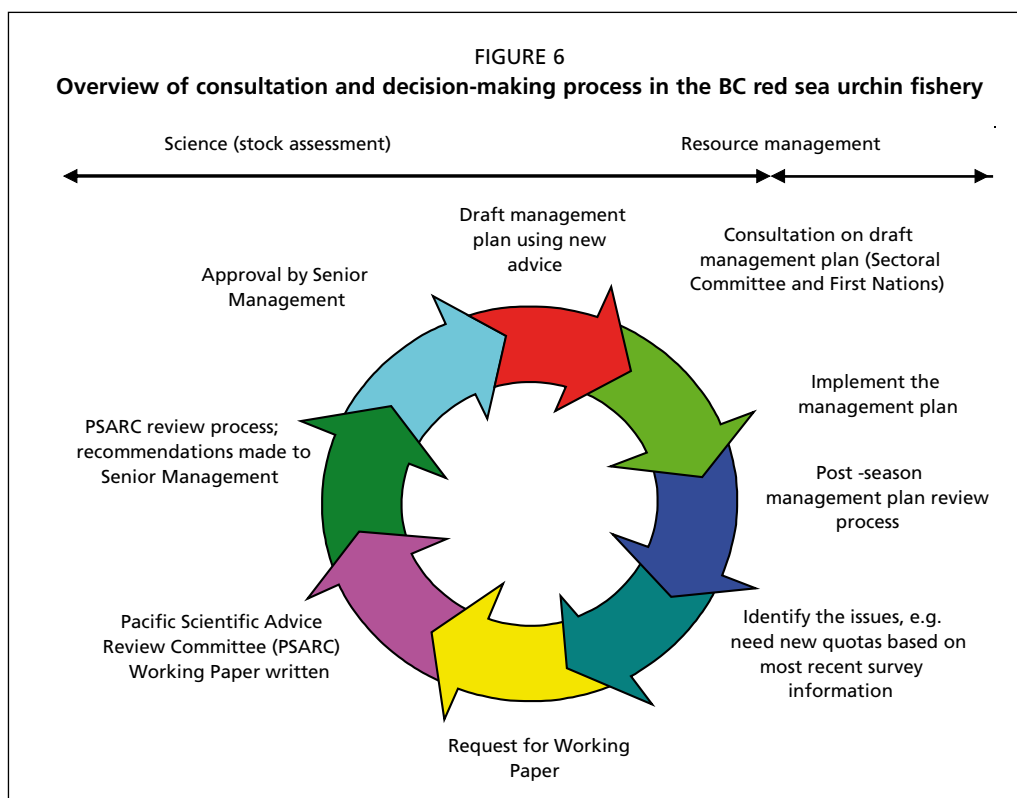 FIGURE 6
Overview of consultation and decision-making process in the BC red sea urchin fishery
Science (stock assessment)
Resource management
Draft management
plan using new
advice
Consultation on draft
management plan (Sectoral
Committee and First Nations)
Implement the
management plan
Post -season
management plan review
process
Identify the issues, e.g.
need new quotas based on
most recent survey
information
Request for Working
Paper
Pacific Scientific Advice
Review Committee (PSARC)
Working Paper written
PSARC review process;
recommendations made to
Senior Management
Approval by Senior
Management